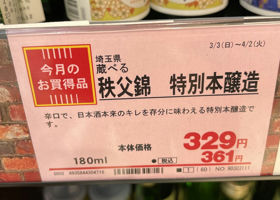 3/3(日)~4/2(火)
今月の
お買得品
埼玉県
蔵べる
秩父錦 特別本醸造
辛口で、日本酒本来のキレを存分に味わえる特別本醸造で
す。
本体価格 329円
180ml
税込 361円